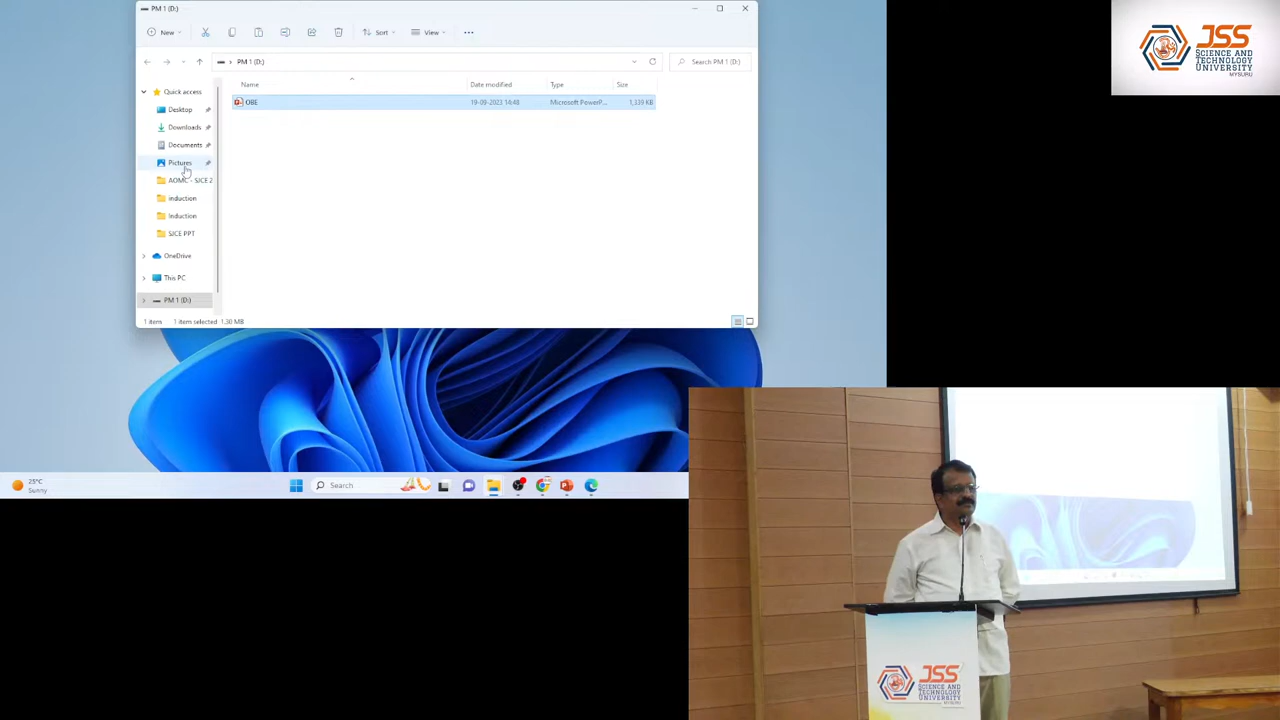 PM 1 (D:)
New
Sort
View
PM 1 (D:)
Search PM 1 (D:)
Name
Date modified
Type
Size
Quick access
OBE
19-09-2023 14:48
Microsoft PowerP...
1,339 KB
Desktop
Downloads
Documents
Pictures
AOMC - SJCE 2
induction
Induction
SJCE PPT
OneDrive
This PC
PM 1 (D:)
1 item
1 item selected 1.30 MB
25°C
Sunny
Search
JSS
SCIENCE AND
TECHNOLOGY
UNIVERSITY
MYSURU
JSS
SCIENCE AND
TECHNOLOGY
UNIVERSITY
MYSURU